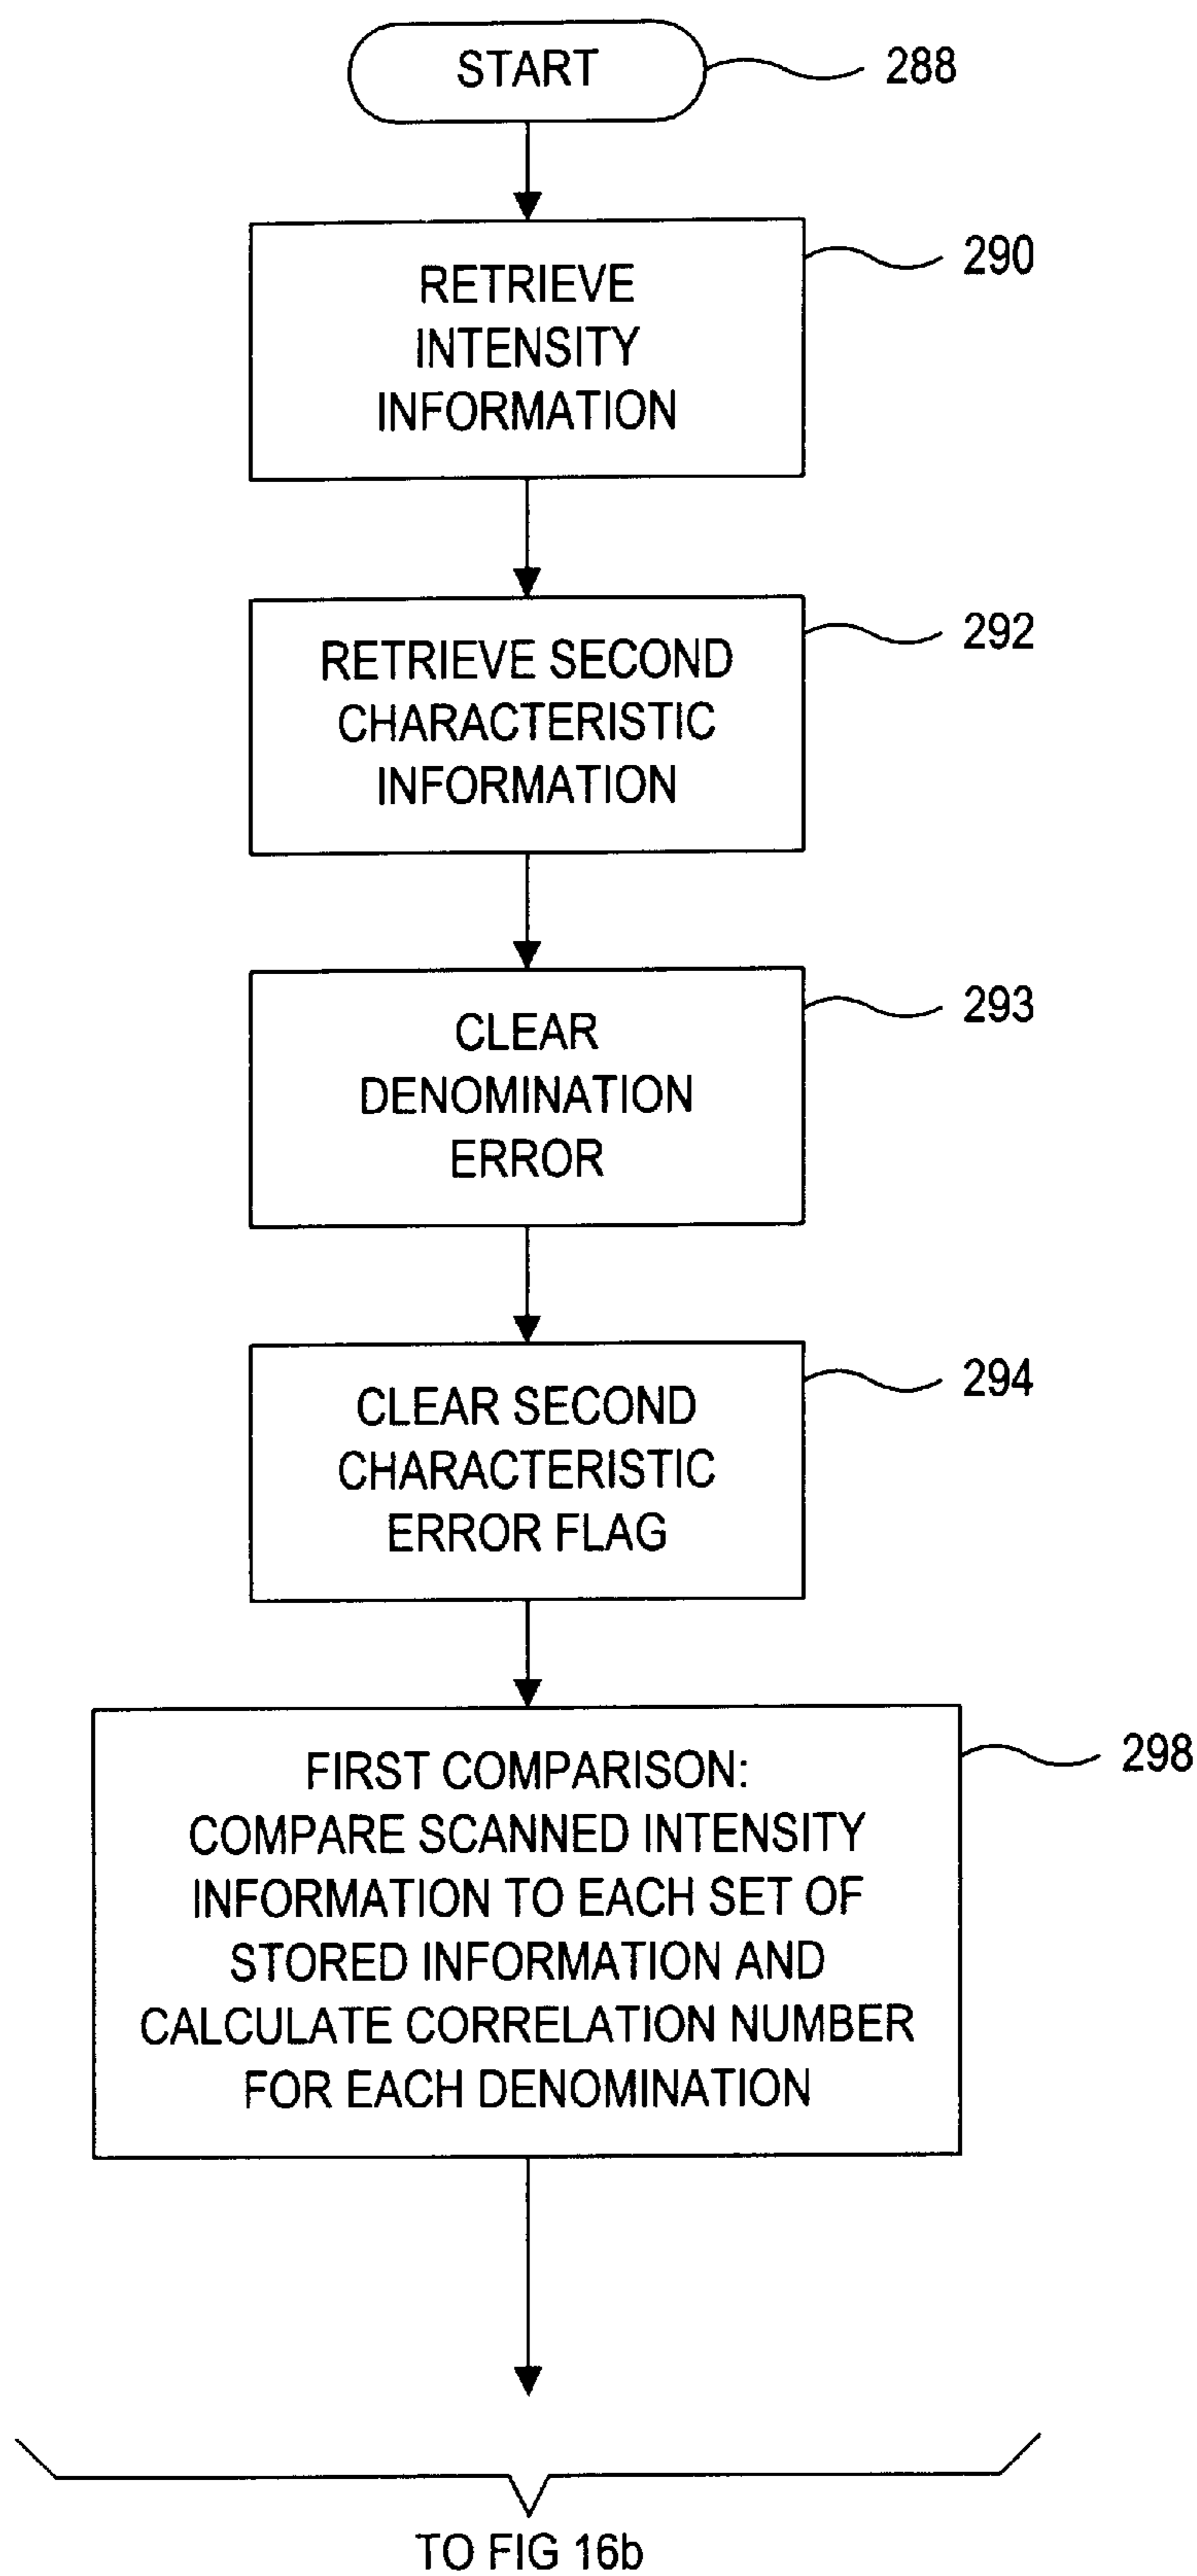 START
288
RETRIEVE
INTENSITY
INFORMATION
290
RETRIEVE SECOND
CHARACTERISTIC
INFORMATION
292
CLEAR
DENOMINATION
ERROR
293
CLEAR SECOND
CHARACTERISTIC
ERROR FLAG
294
FIRST COMPARISON:
COMPARE SCANNED INTENSITY
INFORMATION TO EACH SET OF
STORED INFORMATION AND
CALCULATE CORRELATION NUMBER
FOR EACH DENOMINATION
298
TO FIG 16b